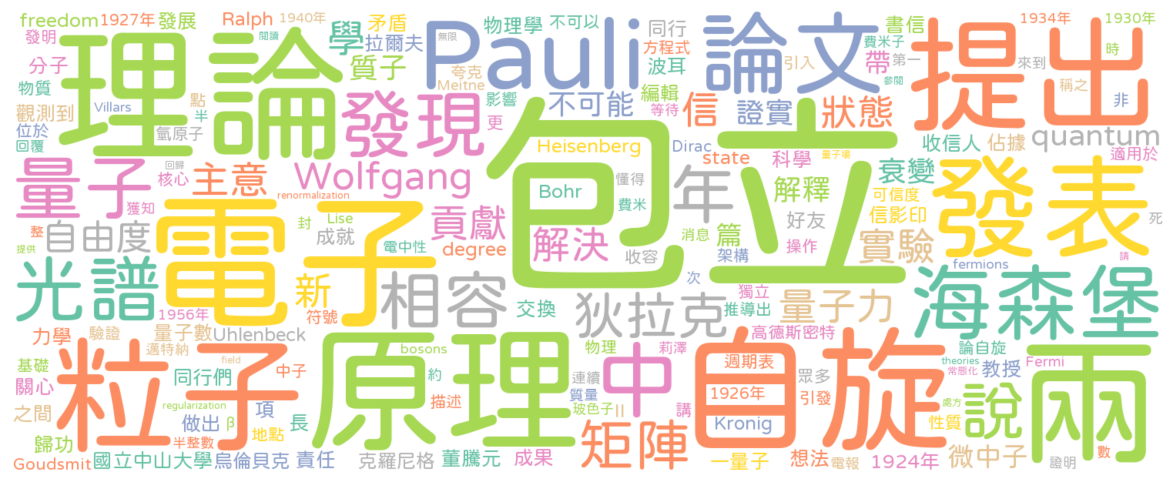 freedom
1927年
發展
Ralph
1940年
矛盾
物理學
不可以
同行
書信
1934年
1930年
發明
閱讀
學
拉爾夫
無限
方程式
費米子
引入
帶
第一
來到
時
分子
理論
質子
Pauli
波耳
論文
提出
稱之
物質
夸克
Meitne
參閱
非
觀測到
Villars
點
影響
不可能
編輯
等待
信
證實
狀態
位於
半
發現
更
收信人
佔據
quantum
回覆
氫原子
Heisenberg
Dirac
state
科學
量子場
適用於
量子
回歸
核心
主意
Wolfgang
包立
Bohr
懂得
年
解釋
衰變
發表
renormalization
獲知
費米
可信度
整
封
Lise
貢獻
好友
信影印
死
自由度
電子
成就
電中性
degree
解決
消息
篇
架構
操作
實驗
提供
收容
fermions
請
光譜
新
相容
次
獨立
海森堡
1956年
符號
交換
狄拉克
推導出
量子力
力學
驗證
量子數
Uhlenbeck
高德斯密特
邁特納
bosons
物理
莉澤
論自旋
基礎
field
中子
原理
中
自旋
週期表
theories
教授
Fermi
關心
粒子
同行們
約
連續
常態化
兩
regularization
描述
質量
1926年
眾多
說
之間
β
項
玻色子
II
講
引發
處方
做出
長
Kronig
性質
歸功
半整數
地點
矩陣
Goudsmit
國立中山大學
烏倫貝克
責任
克羅尼格
董騰元
成果
一量子
想法
電報
1924年
微中子
證明
數